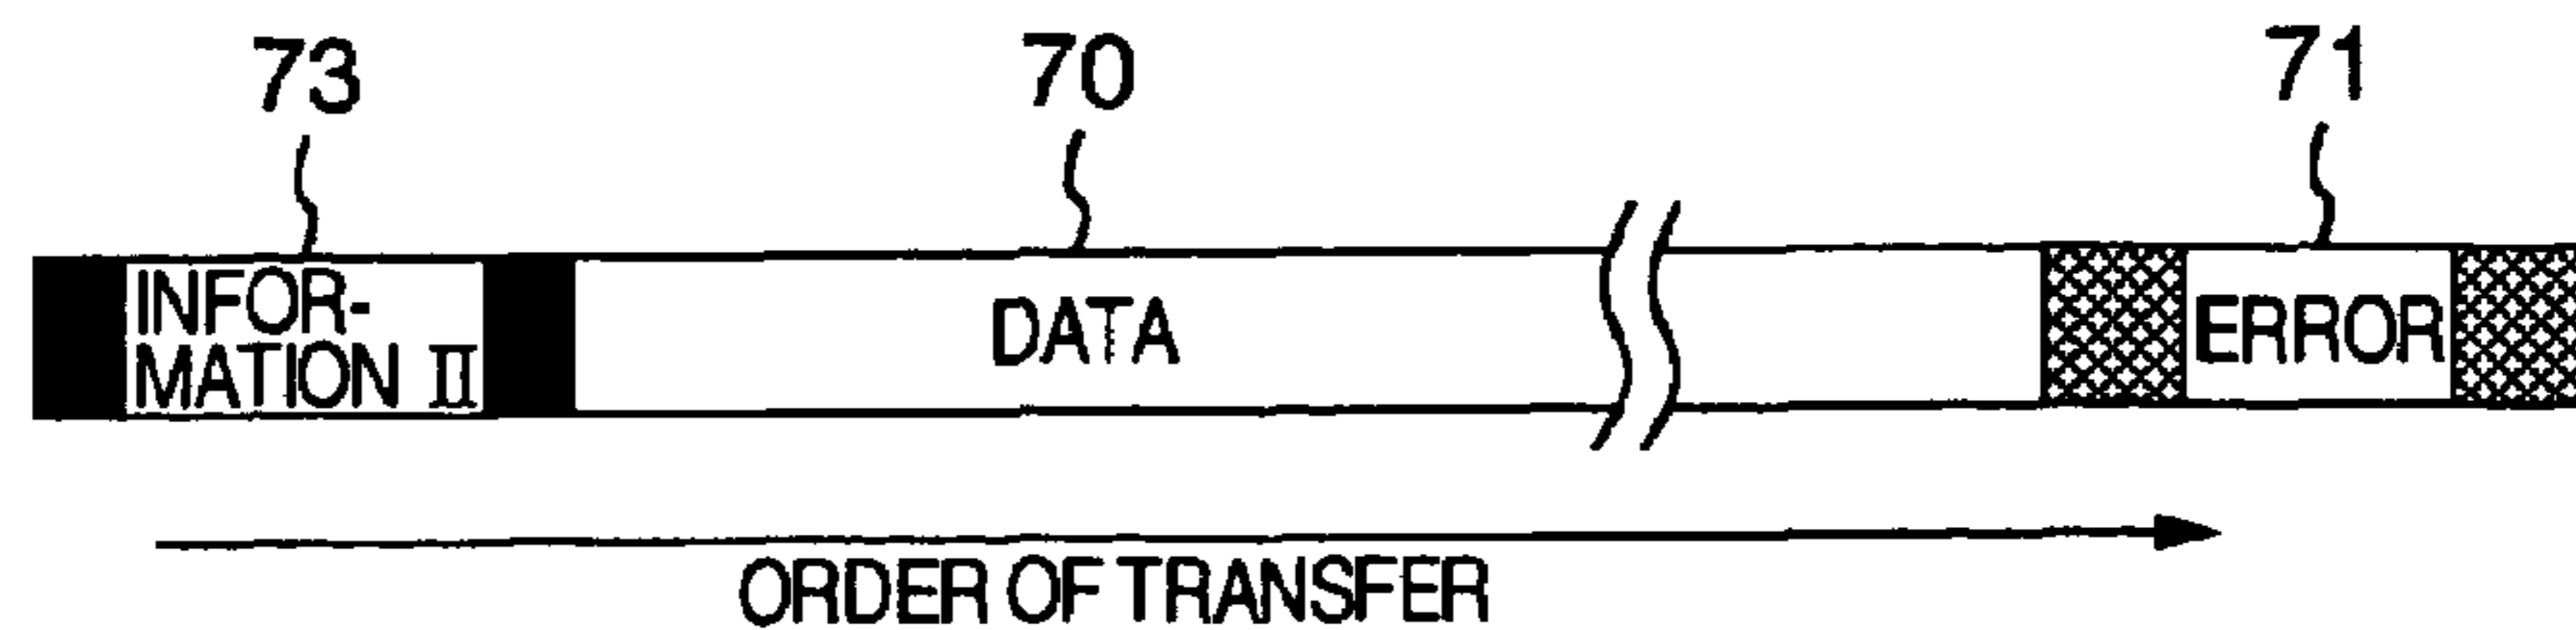 73
70
71
INFOR-
MATION II
DATA
ERROR
ORDER OF TRANSFER